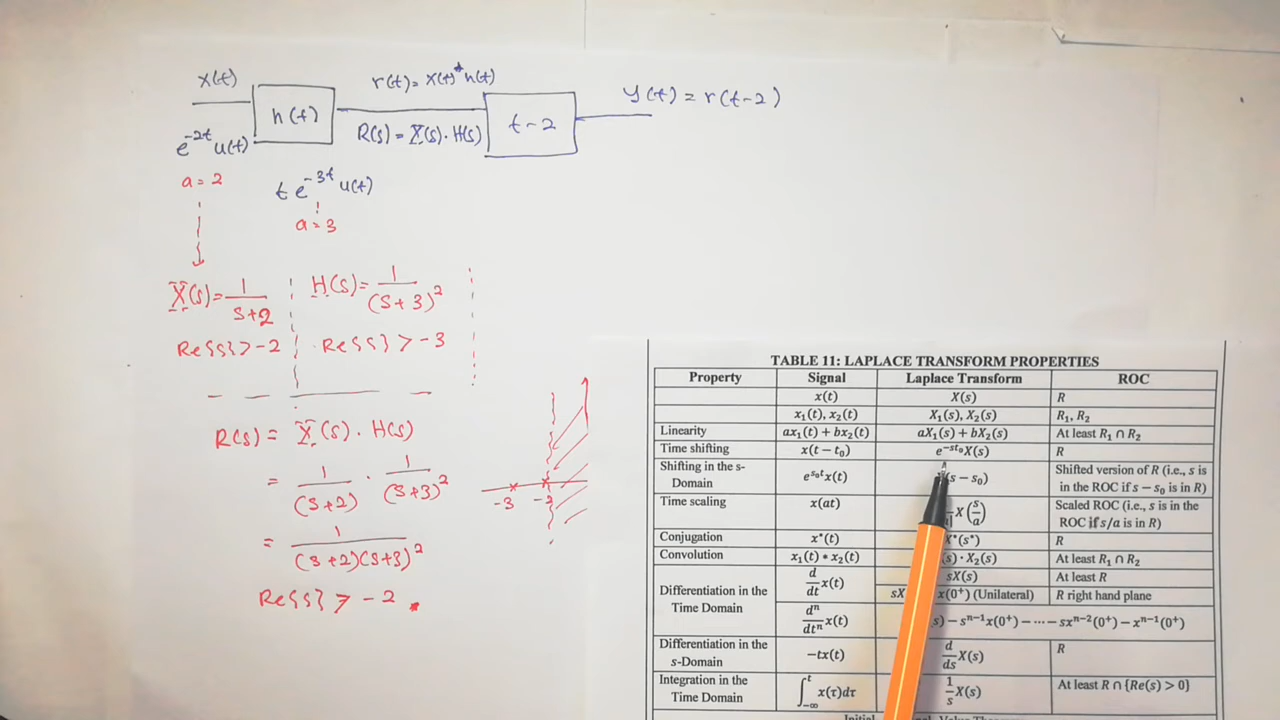 x(t)
h(t)
r(t) = x(t) * h(t)
R(s) = X(s) · H(s)
t-2
y(t) = r(t-2)
e^{-2t} u(t)
a = 2
t e^{-3t} u(t)
a = 3
X(s) = 1/(s+2)
Re{s} > -2
H(s) = 1/(s+3)^2
Re{s} > -3
R(s) = X(s) · H(s)
= 1/(s+2) · 1/(s+3)^2
= 1/((s+2)(s+3)^2)
Re{s} > -2
-3 -2
TABLE 11: LAPLACE TRANSFORM PROPERTIES
Property Signal Laplace Transform ROC
x(t) X(s) R
x₁(t), x₂(t) X₁(s), X₂(s) R₁, R₂
Linearity ax₁(t) + bx₂(t) aX₁(s) + bX₂(s) At least R₁ ∩ R₂
Time shifting x(t − t₀) e^{−st₀}X(s) R
Shifting in the s-Domain e^{s₀t}x(t) (s − s₀) Shifted version of R (i.e., s is in the ROC if s − s₀ is in R)
Time scaling x(at) X(s/a) Scaled ROC (i.e., s is in the ROC if s/a is in R)
Conjugation x*(t) X*(s*) R
Convolution x₁(t) * x₂(t) (s) · X₂(s) At least R₁ ∩ R₂
Differentiation in the Time Domain d/dt x(t) sX(s) At least R
sX x(0⁺) (Unilateral) R right hand plane
dⁿ/dtⁿ x(t) s) − s^{n−1}x(0⁺) − ⋯ − sx^{n−2}(0⁺) − x^{n−1}(0⁺)
Differentiation in the s-Domain −tx(t) d/ds X(s) R
Integration in the Time Domain ∫_{−∞}^{t} x(τ)dτ 1/s X(s) At least R ∩ {Re(s) > 0}